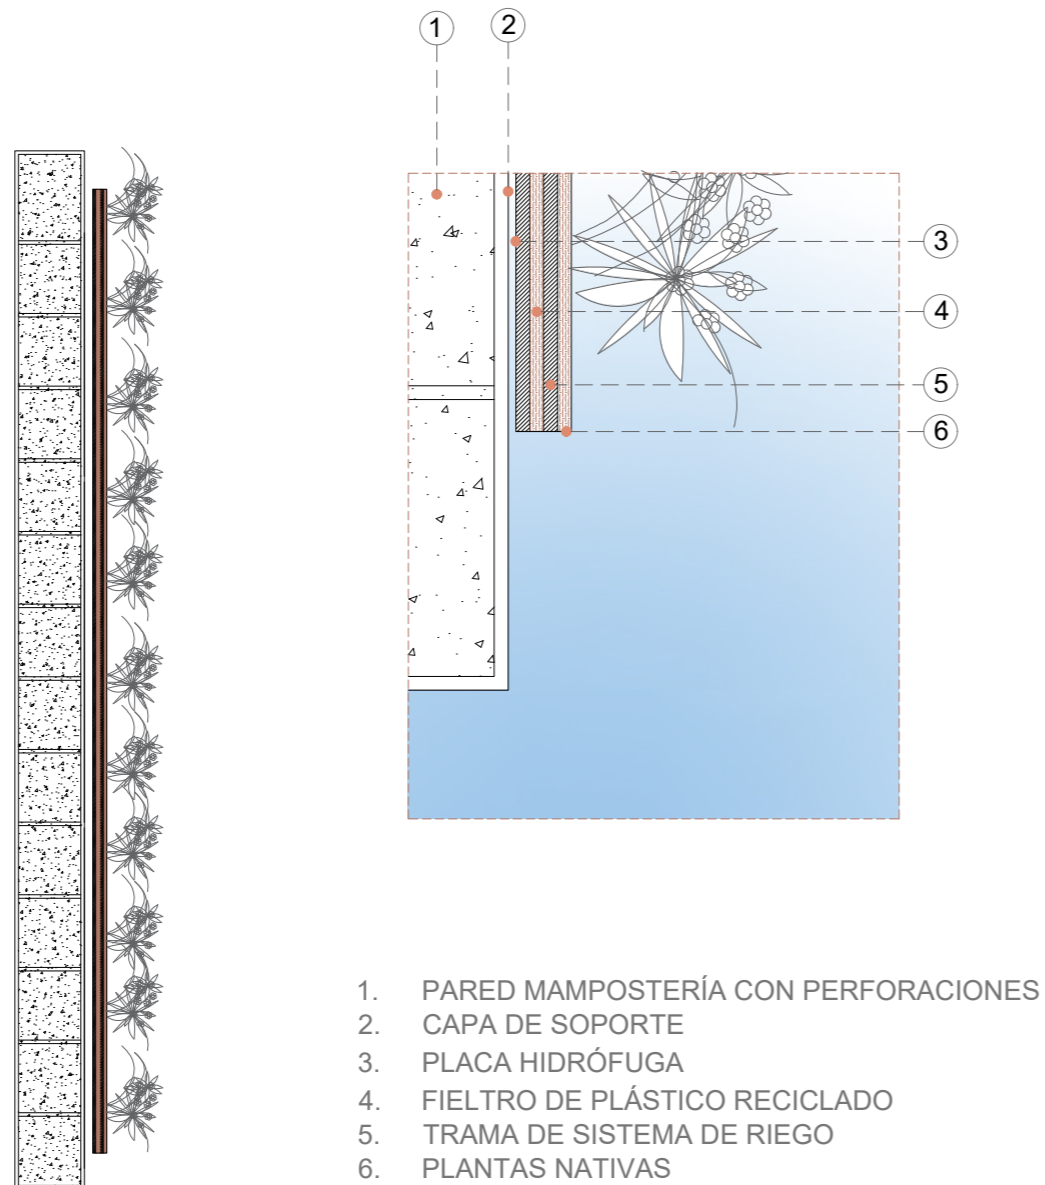 1
2
3
4
5
6
1. PARED MAMPOSTERÍA CON PERFORACIONES
2. CAPA DE SOPORTE
3. PLACA HIDRÓFUGA
4. FIELTRO DE PLÁSTICO RECICLADO
5. TRAMA DE SISTEMA DE RIEGO
6. PLANTAS NATIVAS